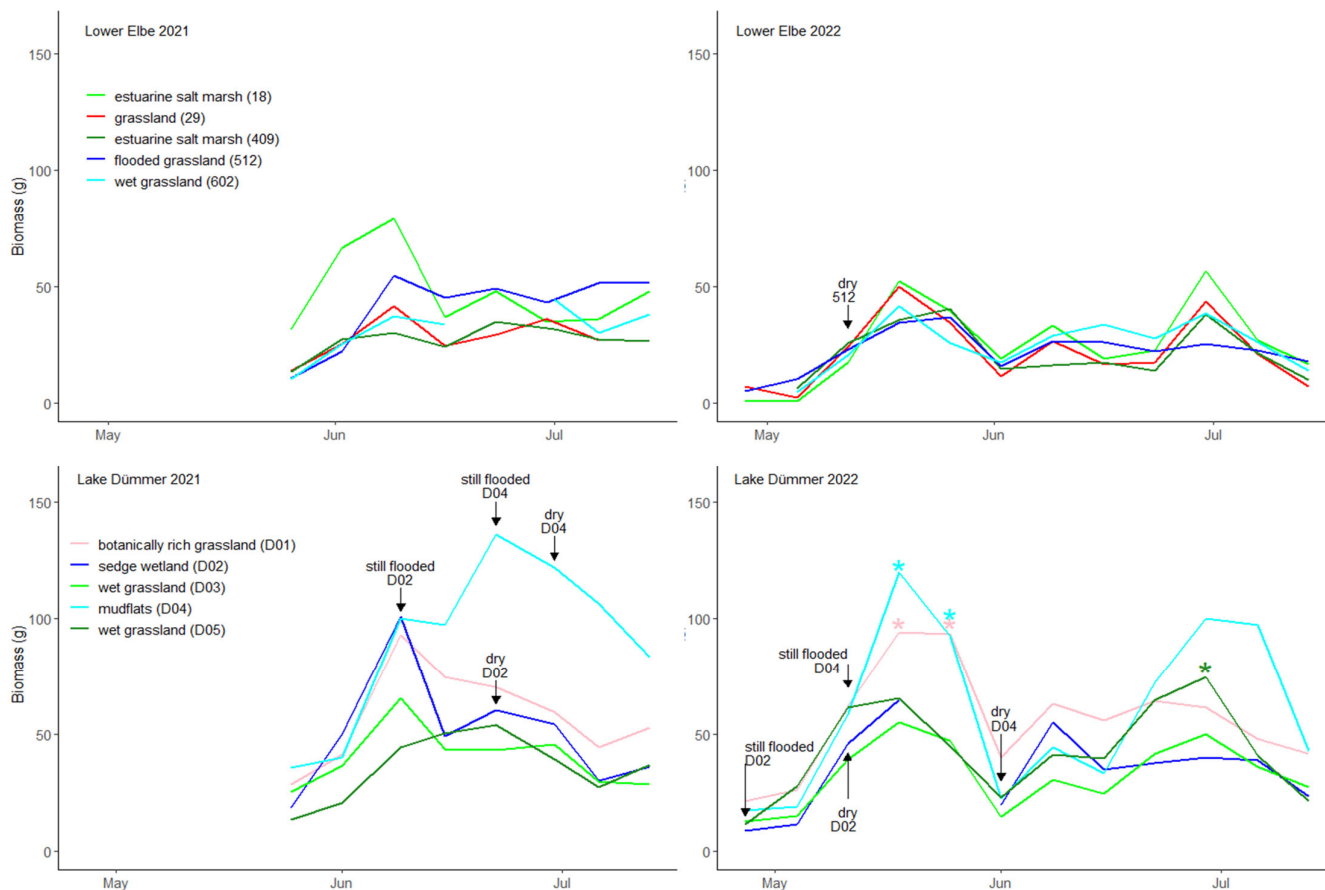 Lower Elbe 2021
150
100
50
0
Biomass (g)
estuarine salt marsh (18)
grassland (29)
estuarine salt marsh (409)
flooded grassland (512)
wet grassland (602)
May
Jun
Jul
Lower Elbe 2022
150
100
50
0
dry
512
May
Jun
Jul
Lake Dümmer 2021
150
100
50
0
Biomass (g)
botanically rich grassland (D01)
sedge wetland (D02)
wet grassland (D03)
mudflats (D04)
wet grassland (D05)
still flooded
D02
still flooded
D04
dry
D04
dry
D02
May
Jun
Jul
Lake Dümmer 2022
150
100
50
0
still flooded
D02
still flooded
D04
dry
D02
dry
D04
*
*
*
*
*
May
Jun
Jul